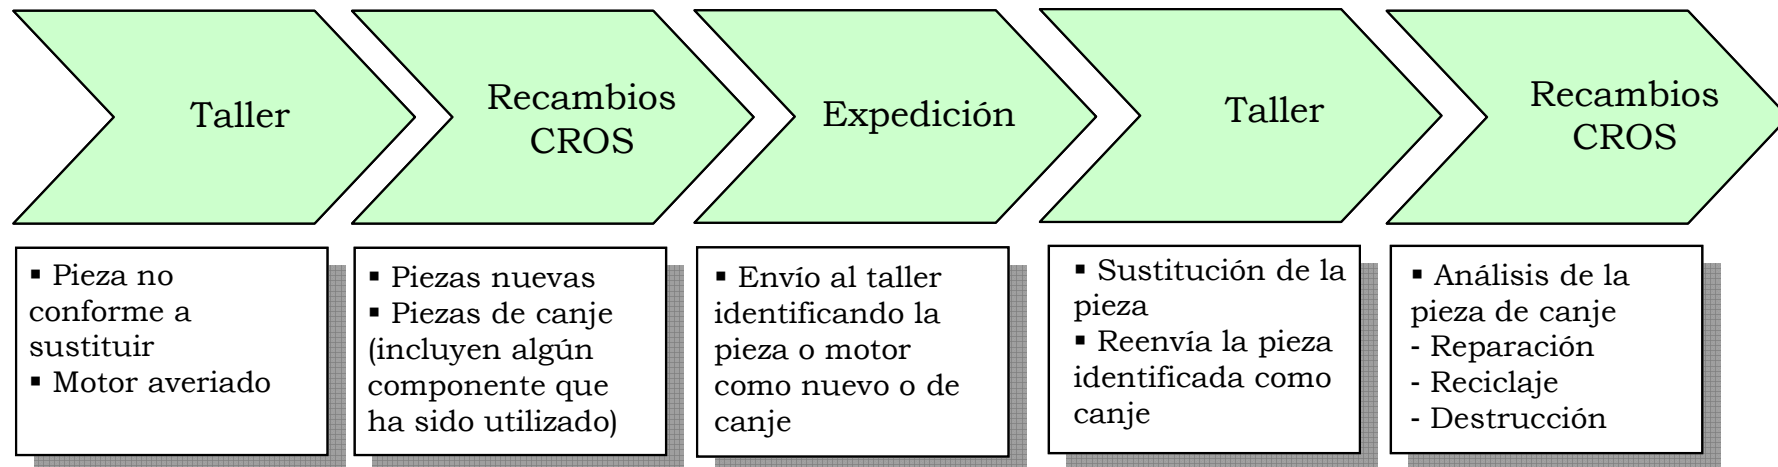 Taller
Recambios
CROS
Expedición
Taller
Recambios
CROS
▪ Pieza no
conforme a
sustituir
▪ Motor averiado
▪ Piezas nuevas
▪ Piezas de canje
(incluyen algún
componente que
ha sido utilizado)
▪ Envío al taller
identificando la
pieza o motor
como nuevo o de
canje
▪ Sustitución de la
pieza
▪ Reenvía la pieza
identificada como
canje
▪ Análisis de la
pieza de canje
- Reparación
- Reciclaje
- Destrucción